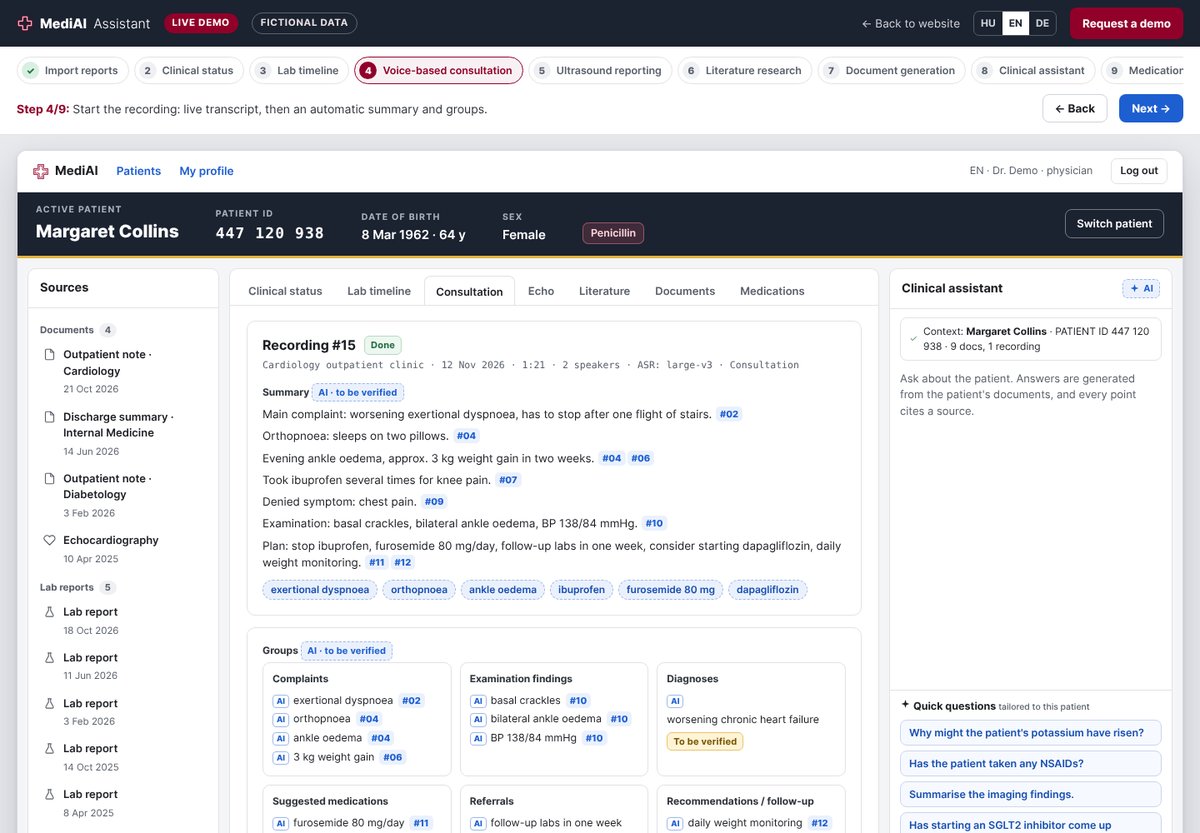 MediAI Assistant LIVE DEMO FICTIONAL DATA ← Back to website HU EN DE Request a demo
✓ Import reports 2 Clinical status 3 Lab timeline 4 Voice-based consultation 5 Ultrasound reporting 6 Literature research 7 Document generation 8 Clinical assistant 9 Medication
Step 4/9: Start the recording: live transcript, then an automatic summary and groups. ← Back Next →
MediAI Patients My profile EN · Dr. Demo · physician Log out
ACTIVE PATIENT
Margaret Collins
PATIENT ID
447 120 938
DATE OF BIRTH
8 Mar 1962 · 64 y
SEX
Female
Penicillin
Switch patient
Sources
Documents 4
Outpatient note ·
Cardiology
21 Oct 2026
Discharge summary ·
Internal Medicine
14 Jun 2026
Outpatient note ·
Diabetology
3 Feb 2026
Echocardiography
10 Apr 2025
Lab reports 5
Lab report
18 Oct 2026
Lab report
11 Jun 2026
Lab report
3 Feb 2026
Lab report
14 Oct 2025
Lab report
8 Apr 2025
Clinical status Lab timeline Consultation Echo Literature Documents Medications
Recording #15 Done
Cardiology outpatient clinic · 12 Nov 2026 · 1:21 · 2 speakers · ASR: large-v3 · Consultation
Summary AI · to be verified
Main complaint: worsening exertional dyspnoea, has to stop after one flight of stairs. #02
Orthopnoea: sleeps on two pillows. #04
Evening ankle oedema, approx. 3 kg weight gain in two weeks. #04 #06
Took ibuprofen several times for knee pain. #07
Denied symptom: chest pain. #09
Examination: basal crackles, bilateral ankle oedema, BP 138/84 mmHg. #10
Plan: stop ibuprofen, furosemide 80 mg/day, follow-up labs in one week, consider starting dapagliflozin, daily
weight monitoring. #11 #12
exertional dyspnoea orthopnoea ankle oedema ibuprofen furosemide 80 mg dapagliflozin
Groups AI · to be verified
Complaints
AI exertional dyspnoea #02
AI orthopnoea #04
AI ankle oedema #04
AI 3 kg weight gain #06
Examination findings
AI basal crackles #10
AI bilateral ankle oedema #10
AI BP 138/84 mmHg #10
Diagnoses
AI
worsening chronic heart failure
To be verified
Suggested medications
AI furosemide 80 mg/day #11
Referrals
AI follow-up labs in one week
Recommendations / follow-up
AI daily weight monitoring #12
Clinical assistant + AI
✓ Context: Margaret Collins · PATIENT ID 447 120
938 · 9 docs, 1 recording
Ask about the patient. Answers are generated
from the patient's documents, and every point
cites a source.
Quick questions tailored to this patient
Why might the patient's potassium have risen?
Has the patient taken any NSAIDs?
Summarise the imaging findings.
Has starting an SGLT2 inhibitor come up